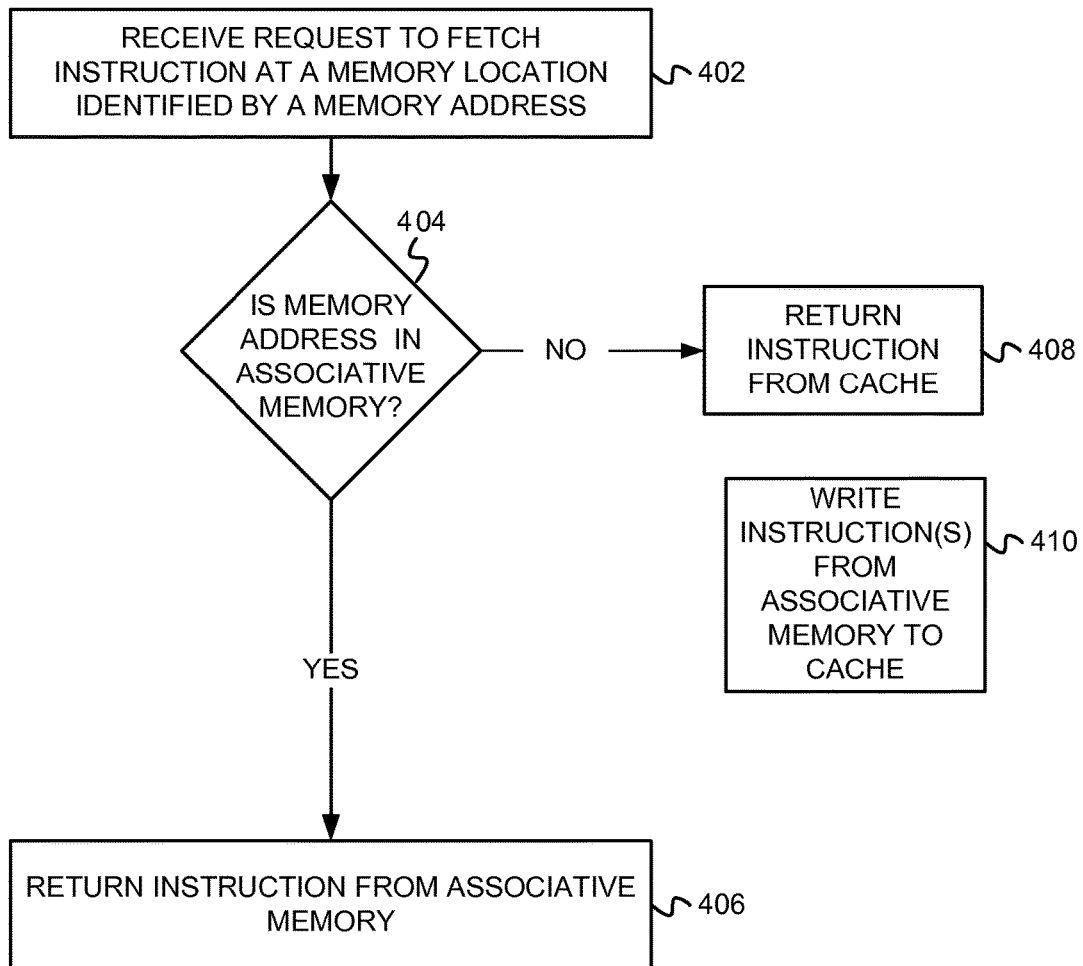 RECEIVE REQUEST TO FETCH
INSTRUCTION AT A MEMORY LOCATION
IDENTIFIED BY A MEMORY ADDRESS
402
404
IS MEMORY
ADDRESS IN
ASSOCIATIVE
MEMORY?
NO
RETURN
INSTRUCTION
FROM CACHE
408
WRITE
INSTRUCTION(S)
FROM
ASSOCIATIVE
MEMORY TO
CACHE
410
YES
RETURN INSTRUCTION FROM ASSOCIATIVE
MEMORY
406